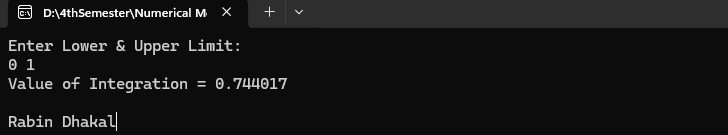 D:\4thSemester\Numerical M
Enter Lower & Upper Limit:
0 1
Value of Integration = 0.744017
Rabin Dhakal